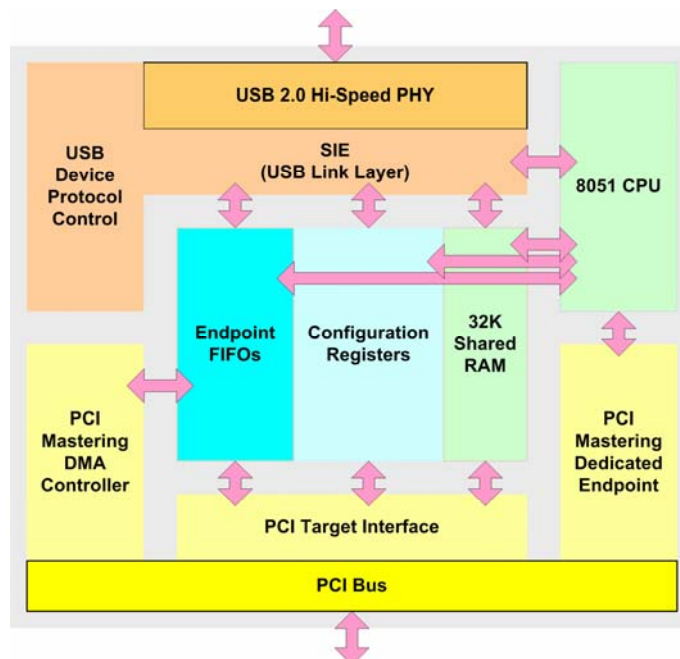 USB 2.0 Hi-Speed PHY
USB
Device
Protocol
Control
SIE
(USB Link Layer)
8051 CPU
Endpoint
FIFOs
Configuration
Registers
32K
Shared
RAM
PCI
Mastering
DMA
Controller
PCI
Mastering
Dedicated
Endpoint
PCI Target Interface
PCI Bus